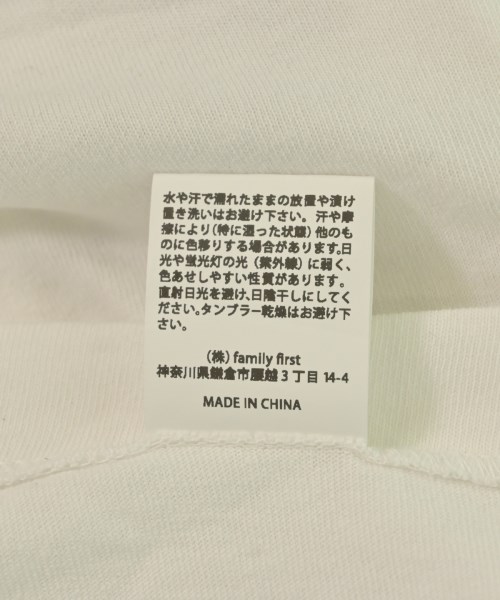 水や汗で濡れたままの放置や漬け
置き洗いはお避け下さい。汗や摩
擦により（特に湿った状態）他のも
のに色移りする場合があります。日
光や蛍光灯の光（紫外線）に弱く、
色あせしやすい性質があります。
直射日光を避け、日陰干しにしてく
ださい。タンブラー乾燥はお避け下
さい。
（株）family first
神奈川県鎌倉市腰越３丁目 14-4
MADE IN CHINA